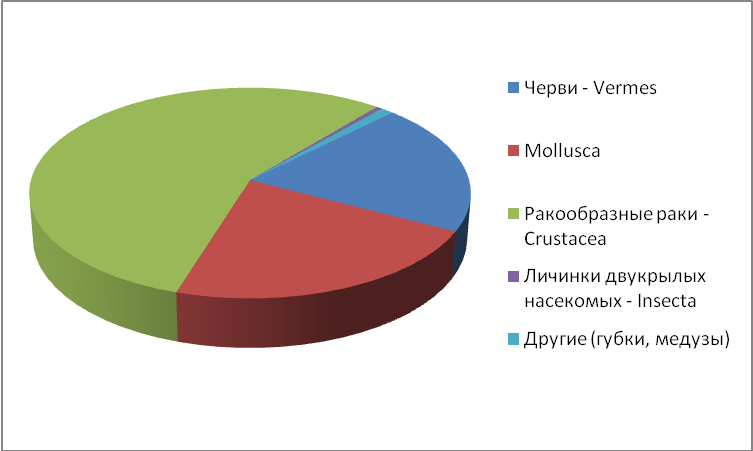 Черви - Vermes
Mollusca
Ракообразные раки -
Crustacea
Личинки двукрылых
насекомых - Insecta
Другие (губки, медузы)